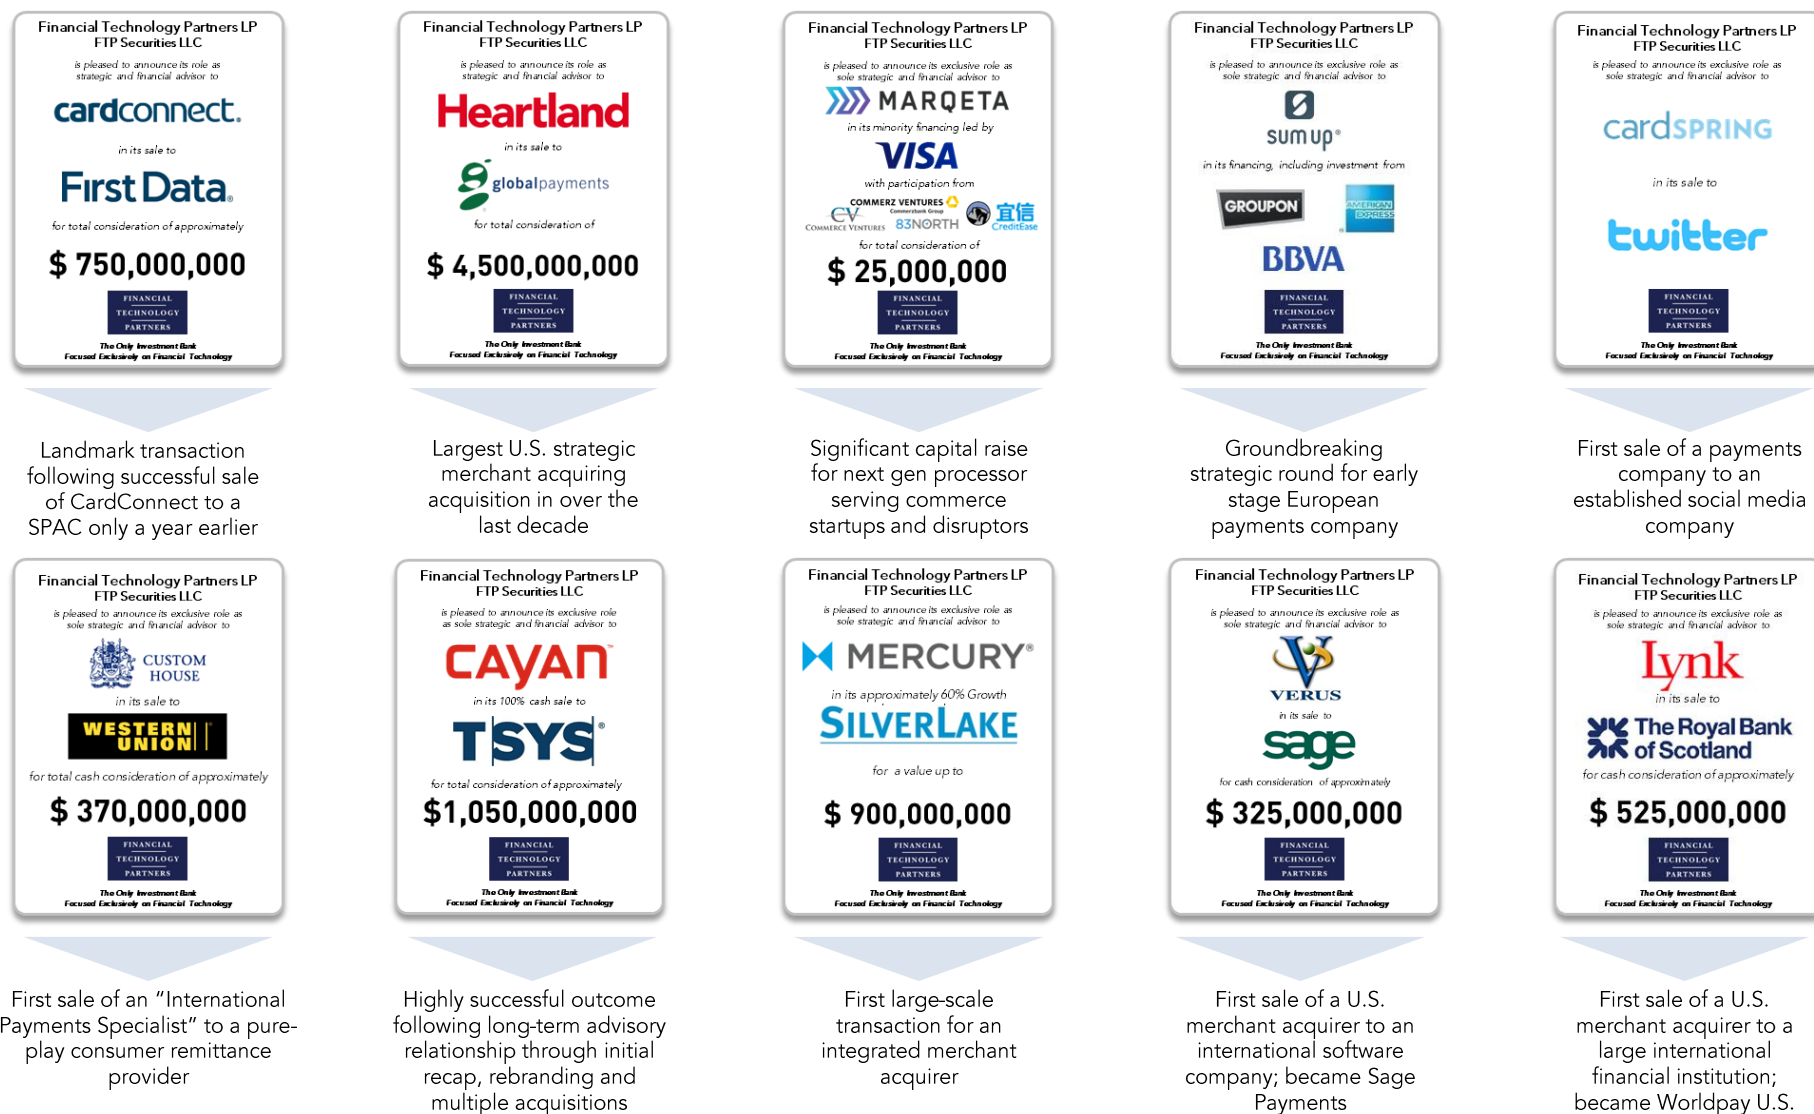 Financial Technology Partners LP
FTP Securities LLC
is pleased to announce its role as
strategic and financial advisor to
cardconnect.
in its sale to
First Data.
for total consideration of approximately
$ 750,000,000
FINANCIAL
TECHNOLOGY
PARTNERS
The Only Investment Bank
Focused Exclusively on Financial Technology
Landmark transaction
following successful sale
of CardConnect to a
SPAC only a year earlier
Financial Technology Partners LP
FTP Securities LLC
is pleased to announce its role as
strategic and financial advisor to
Heartland
in its sale to
globalpayments
for total consideration of
$ 4,500,000,000
FINANCIAL
TECHNOLOGY
PARTNERS
The Only Investment Bank
Focused Exclusively on Financial Technology
Largest U.S. strategic
merchant acquiring
acquisition in over the
last decade
Financial Technology Partners LP
FTP Securities LLC
is pleased to announce its exclusive role as
sole strategic and financial advisor to
MARQETA
in its minority financing led by
VISA
with participation from
COMMERZ VENTURES
Commerzbank Group
CV
COMMERCE VENTURES
83NORTH
宜信
CreditEase
for total consideration of
$ 25,000,000
FINANCIAL
TECHNOLOGY
PARTNERS
The Only Investment Bank
Focused Exclusively on Financial Technology
Significant capital raise
for next gen processor
serving commerce
startups and disruptors
Financial Technology Partners LP
FTP Securities LLC
is pleased to announce its exclusive role as
sole strategic and financial advisor to
sumup®
in its financing, including investment from
GROUPON
AMERICAN
EXPRESS
BBVA
FINANCIAL
TECHNOLOGY
PARTNERS
The Only Investment Bank
Focused Exclusively on Financial Technology
Groundbreaking
strategic round for early
stage European
payments company
Financial Technology Partners LP
FTP Securities LLC
is pleased to announce its exclusive role as
sole strategic and financial advisor to
cardSPRING
in its sale to
twitter
FINANCIAL
TECHNOLOGY
PARTNERS
The Only Investment Bank
Focused Exclusively on Financial Technology
First sale of a payments
company to an
established social media
company
Financial Technology Partners LP
FTP Securities LLC
is pleased to announce its exclusive role as
sole strategic and financial advisor to
CUSTOM
HOUSE
in its sale to
WESTERN
UNION
for total cash consideration of approximately
$ 370,000,000
FINANCIAL
TECHNOLOGY
PARTNERS
The Only Investment Bank
Focused Exclusively on Financial Technology
First sale of an “International
Payments Specialist” to a pure-
play consumer remittance
provider
Financial Technology Partners LP
FTP Securities LLC
is pleased to announce its exclusive role
as sole strategic and financial advisor to
CAYAN™
in its 100% cash sale to
TSYS®
for total consideration of approximately
$1,050,000,000
FINANCIAL
TECHNOLOGY
PARTNERS
The Only Investment Bank
Focused Exclusively on Financial Technology
Highly successful outcome
following long-term advisory
relationship through initial
recap, rebranding and
multiple acquisitions
Financial Technology Partners LP
FTP Securities LLC
is pleased to announce its exclusive role as
sole strategic and financial advisor to
MERCURY®
in its approximately 60% Growth
SILVERLAKE
for a value up to
$ 900,000,000
FINANCIAL
TECHNOLOGY
PARTNERS
The Only Investment Bank
Focused Exclusively on Financial Technology
First large-scale
transaction for an
integrated merchant
acquirer
Financial Technology Partners LP
FTP Securities LLC
is pleased to announce its exclusive role as
sole strategic and financial advisor to
VERUS
in its sale to
sage
for cash consideration of approximately
$ 325,000,000
FINANCIAL
TECHNOLOGY
PARTNERS
The Only Investment Bank
Focused Exclusively on Financial Technology
First sale of a U.S.
merchant acquirer to an
international software
company; became Sage
Payments
Financial Technology Partners LP
FTP Securities LLC
is pleased to announce its exclusive role as
sole strategic and financial advisor to
Lynk
in its sale to
The Royal Bank
of Scotland
for cash consideration of approximately
$ 525,000,000
FINANCIAL
TECHNOLOGY
PARTNERS
The Only Investment Bank
Focused Exclusively on Financial Technology
First sale of a U.S.
merchant acquirer to a
large international
financial institution;
became Worldpay U.S.